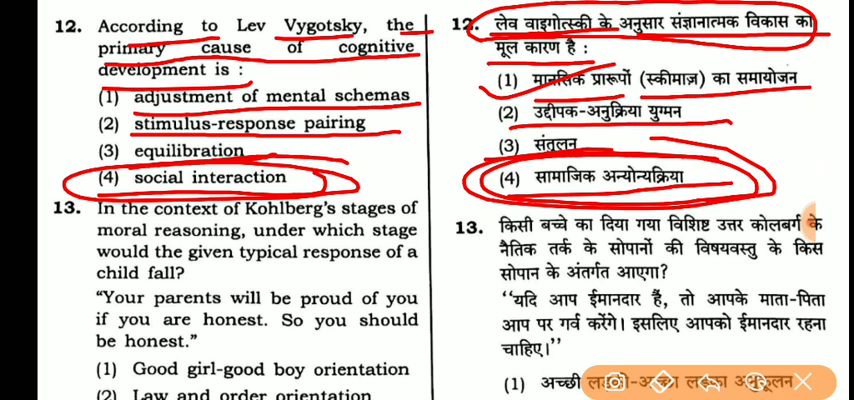 12. According to Lev Vygotsky, the
primary cause of cognitive
development is :
(1) adjustment of mental schemas
(2) stimulus-response pairing
(3) equilibration
(4) social interaction
13. In the context of Kohlberg's stages of
moral reasoning, under which stage
would the given typical response of a
child fall?
“Your parents will be proud of you
if you are honest. So you should
be honest.”
(1) Good girl-good boy orientation
(2) Law and order orientation
12. लेव वाइगोत्स्की के अनुसार संज्ञानात्मक विकास का
मूल कारण है :
(1) मानसिक प्रारूपों (स्कीमाज़) का समायोजन
(2) उद्दीपक-अनुक्रिया युग्मन
(3) संतुलन
(4) सामाजिक अन्योन्यक्रिया
13. किसी बच्चे का दिया गया विशिष्ट उत्तर कोलबर्ग के
नैतिक तर्क के सोपानों की विषयवस्तु के किस
सोपान के अंतर्गत आएगा?
‘‘यदि आप ईमानदार हैं, तो आपके माता-पिता
आप पर गर्व करेंगे। इसलिए आपको ईमानदार रहना
चाहिए।’’
(1) अच्छी